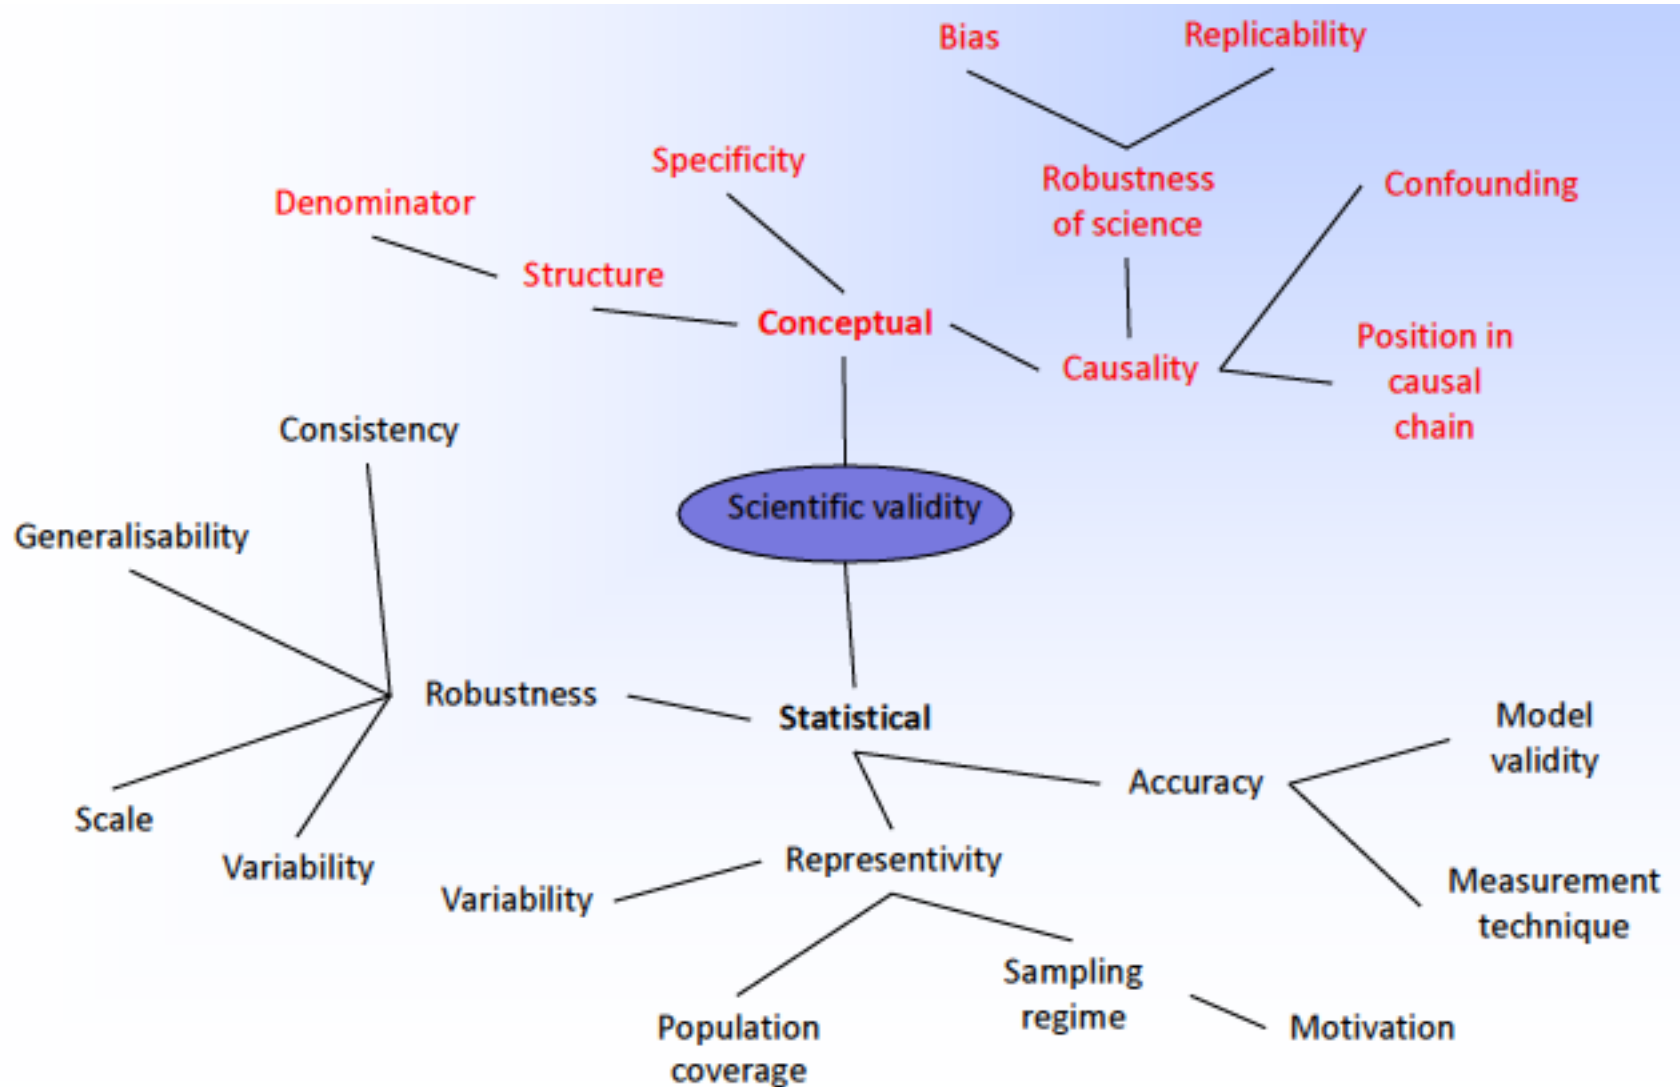 Bias
Replicability
Specificity
Denominator
Robustness
of science
Confounding
Structure
Conceptual
Causality
Position in
causal
chain
Consistency
Scientific validity
Generalisability
Robustness
Statistical
Model
validity
Accuracy
Scale
Variability
Representivity
Variability
Measurement
technique
Sampling
regime
Population
coverage
Motivation